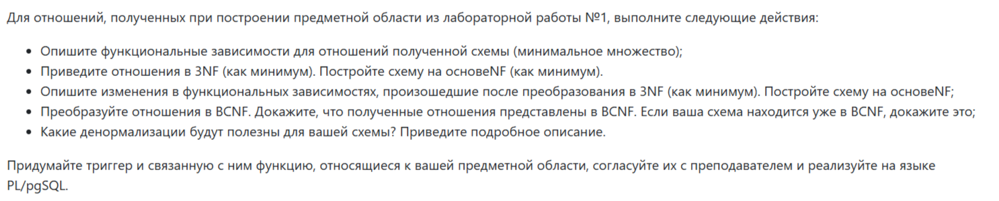 Для отношений, полученных при построении предметной области из лабораторной работы №1, выполните следующие действия:
• Опишите функциональные зависимости для отношений полученной схемы (минимальное множество);
• Приведите отношения в 3NF (как минимум). Постройте схему на основеNF (как минимум).
• Опишите изменения в функциональных зависимостях, произошедшие после преобразования в 3NF (как минимум). Постройте схему на основеNF;
• Преобразуйте отношения в BCNF. Докажите, что полученные отношения представлены в BCNF. Если ваша схема находится уже в BCNF, докажите это;
• Какие денормализации будут полезны для вашей схемы? Приведите подробное описание.
Придумайте триггер и связанную с ним функцию, относящиеся к вашей предметной области, согласуйте их с преподавателем и реализуйте на языке
PL/pgSQL.